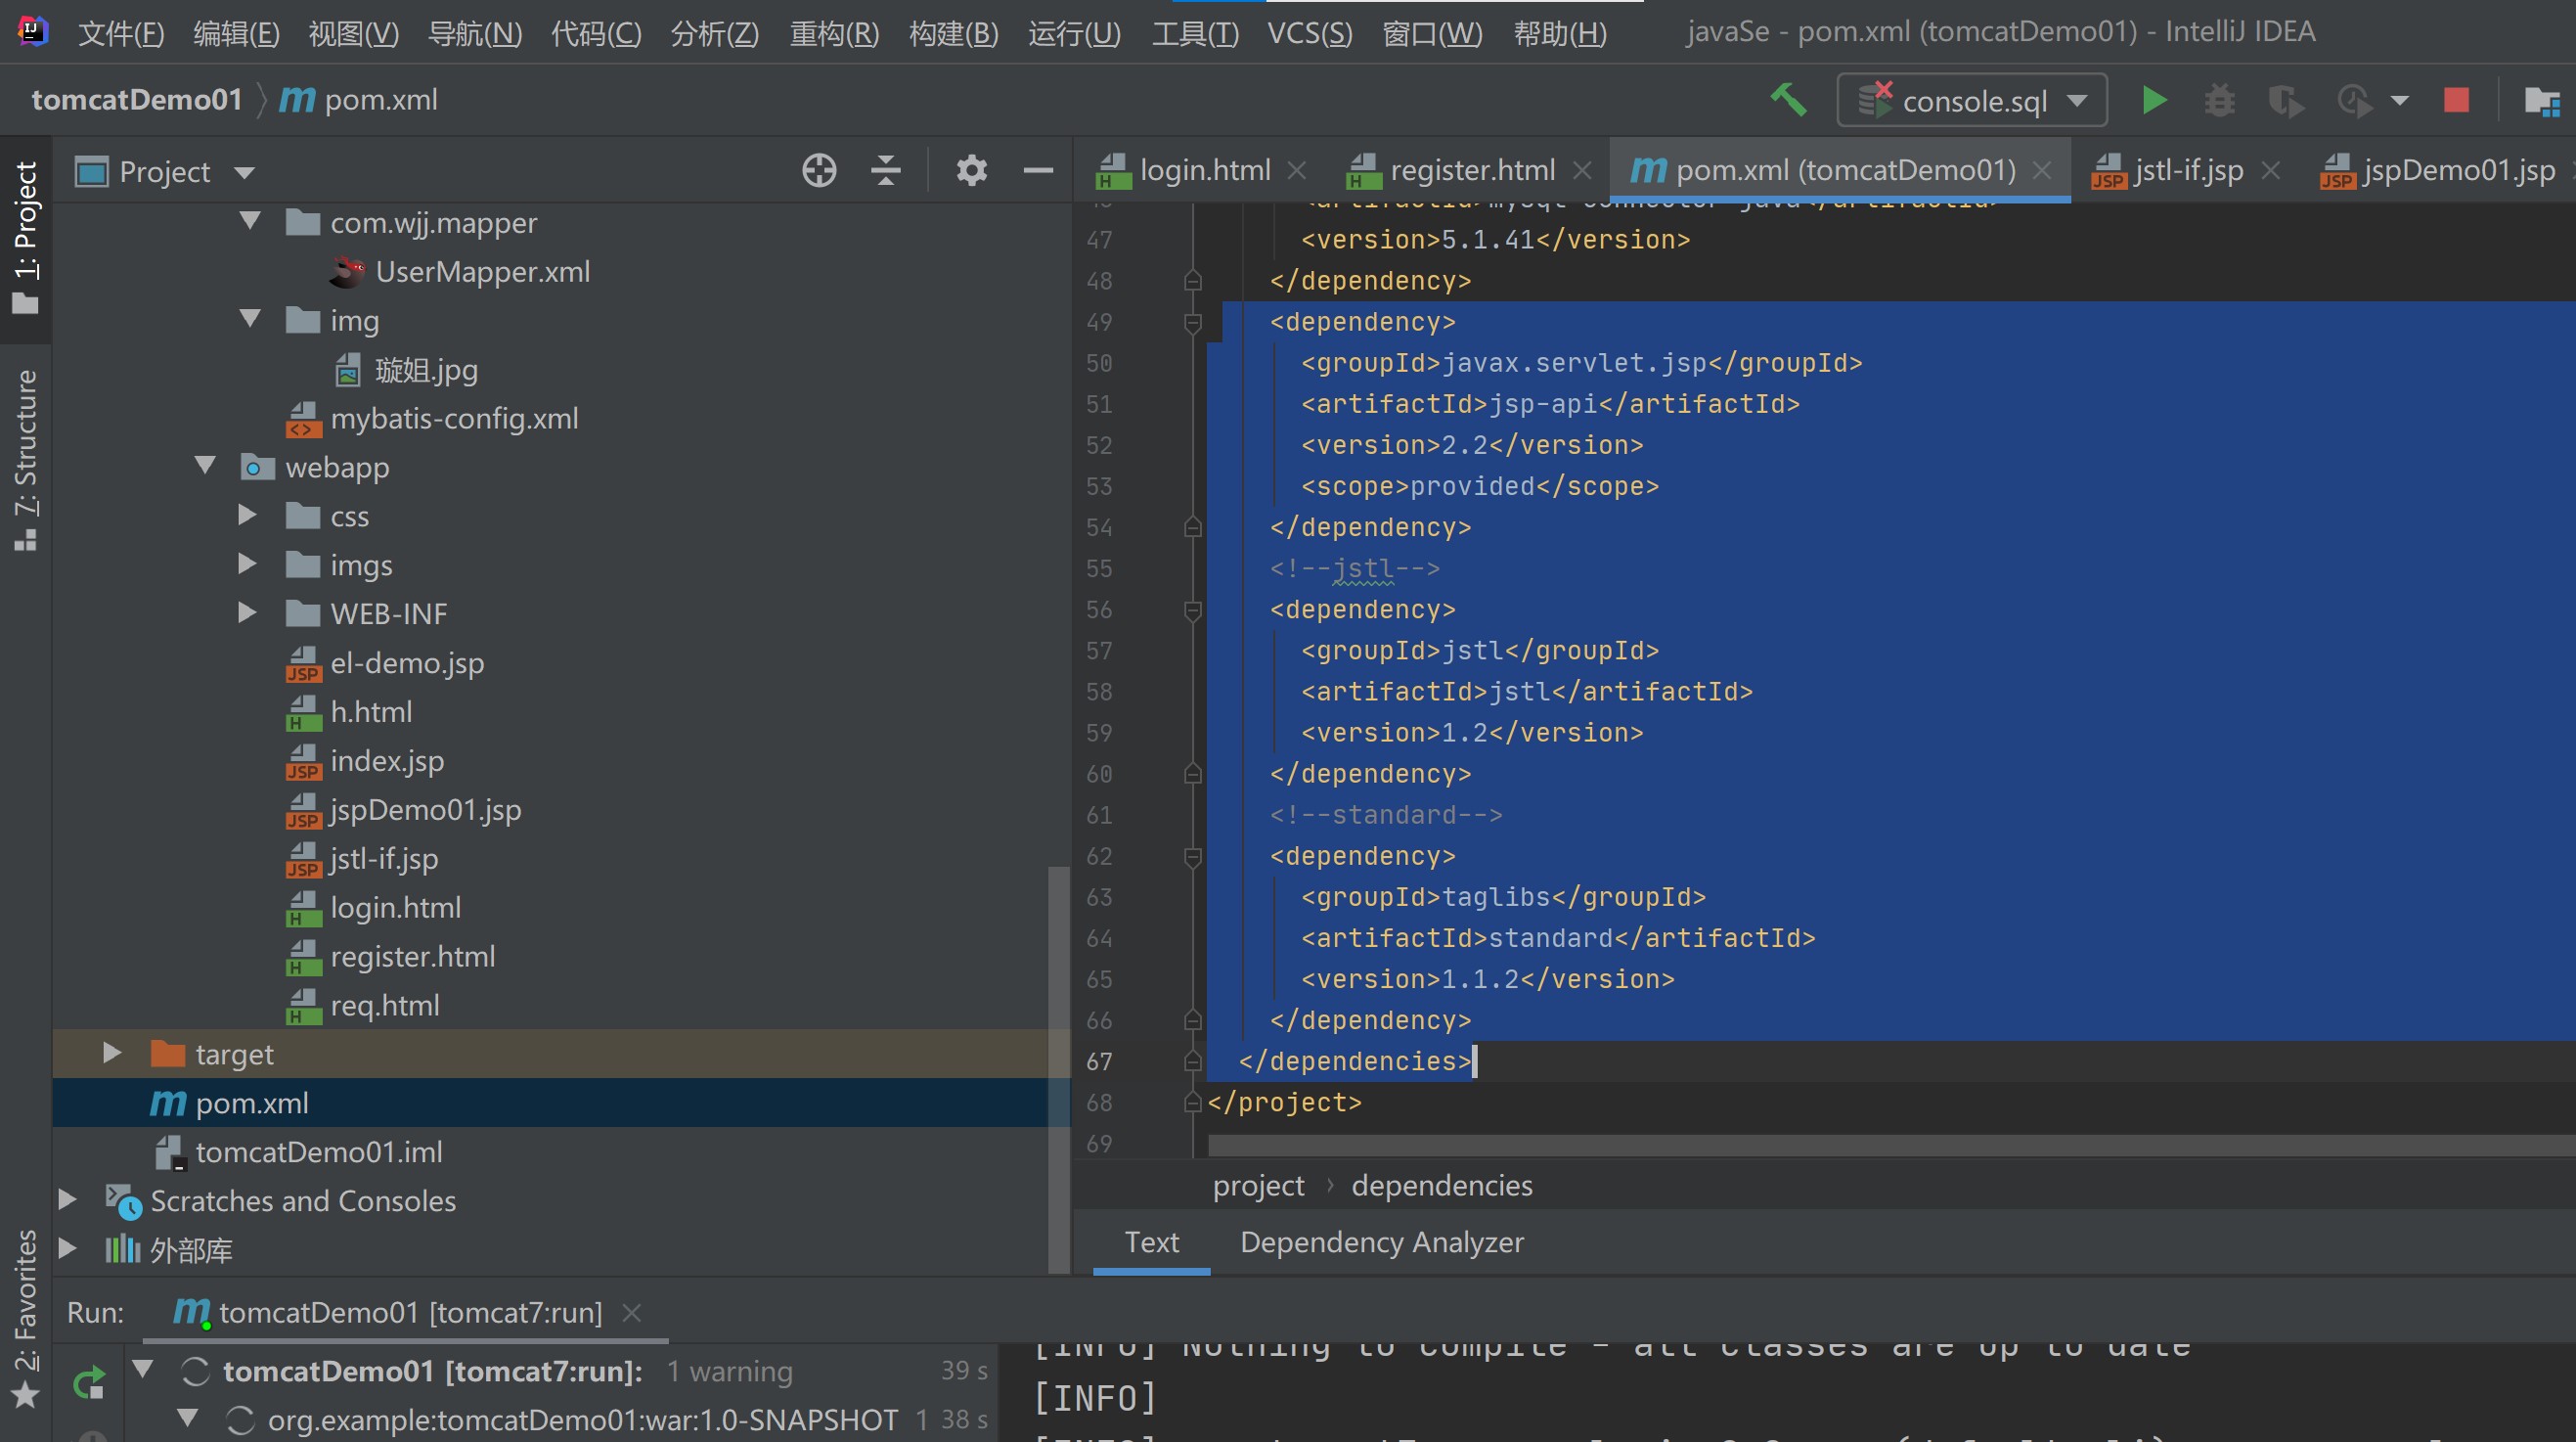 文件(F) 编辑(E) 视图(V) 导航(N) 代码(C) 分析(Z) 重构(R) 构建(B) 运行(U) 工具(T) VCS(S) 窗口(W) 帮助(H) javaSe - pom.xml (tomcatDemo01) - IntelliJ IDEA
tomcatDemo01 pom.xml console.sql
1: Project
7: Structure
2: Favorites
Project
com.wjj.mapper
UserMapper.xml
img
璇姐.jpg
mybatis-config.xml
webapp
css
imgs
WEB-INF
el-demo.jsp
h.html
index.jsp
jspDemo01.jsp
jstl-if.jsp
login.html
register.html
req.html
target
pom.xml
tomcatDemo01.iml
Scratches and Consoles
外部库
login.html register.html pom.xml (tomcatDemo01) jstl-if.jsp jspDemo01.jsp
<artifactId>mysql-connector-java</artifactId>
47 <version>5.1.41</version>
48 </dependency>
49 <dependency>
50 <groupId>javax.servlet.jsp</groupId>
51 <artifactId>jsp-api</artifactId>
52 <version>2.2</version>
53 <scope>provided</scope>
54 </dependency>
55 <!--jstl-->
56 <dependency>
57 <groupId>jstl</groupId>
58 <artifactId>jstl</artifactId>
59 <version>1.2</version>
60 </dependency>
61 <!--standard-->
62 <dependency>
63 <groupId>taglibs</groupId>
64 <artifactId>standard</artifactId>
65 <version>1.1.2</version>
66 </dependency>
67 </dependencies>
68 </project>
69
project › dependencies
Text Dependency Analyzer
Run: tomcatDemo01 [tomcat7:run]
tomcatDemo01 [tomcat7:run]: 1 warning 39 s
org.example:tomcatDemo01:war:1.0-SNAPSHOT 1 38 s
[INFO] Nothing to compile - all classes are up to date
[INFO]